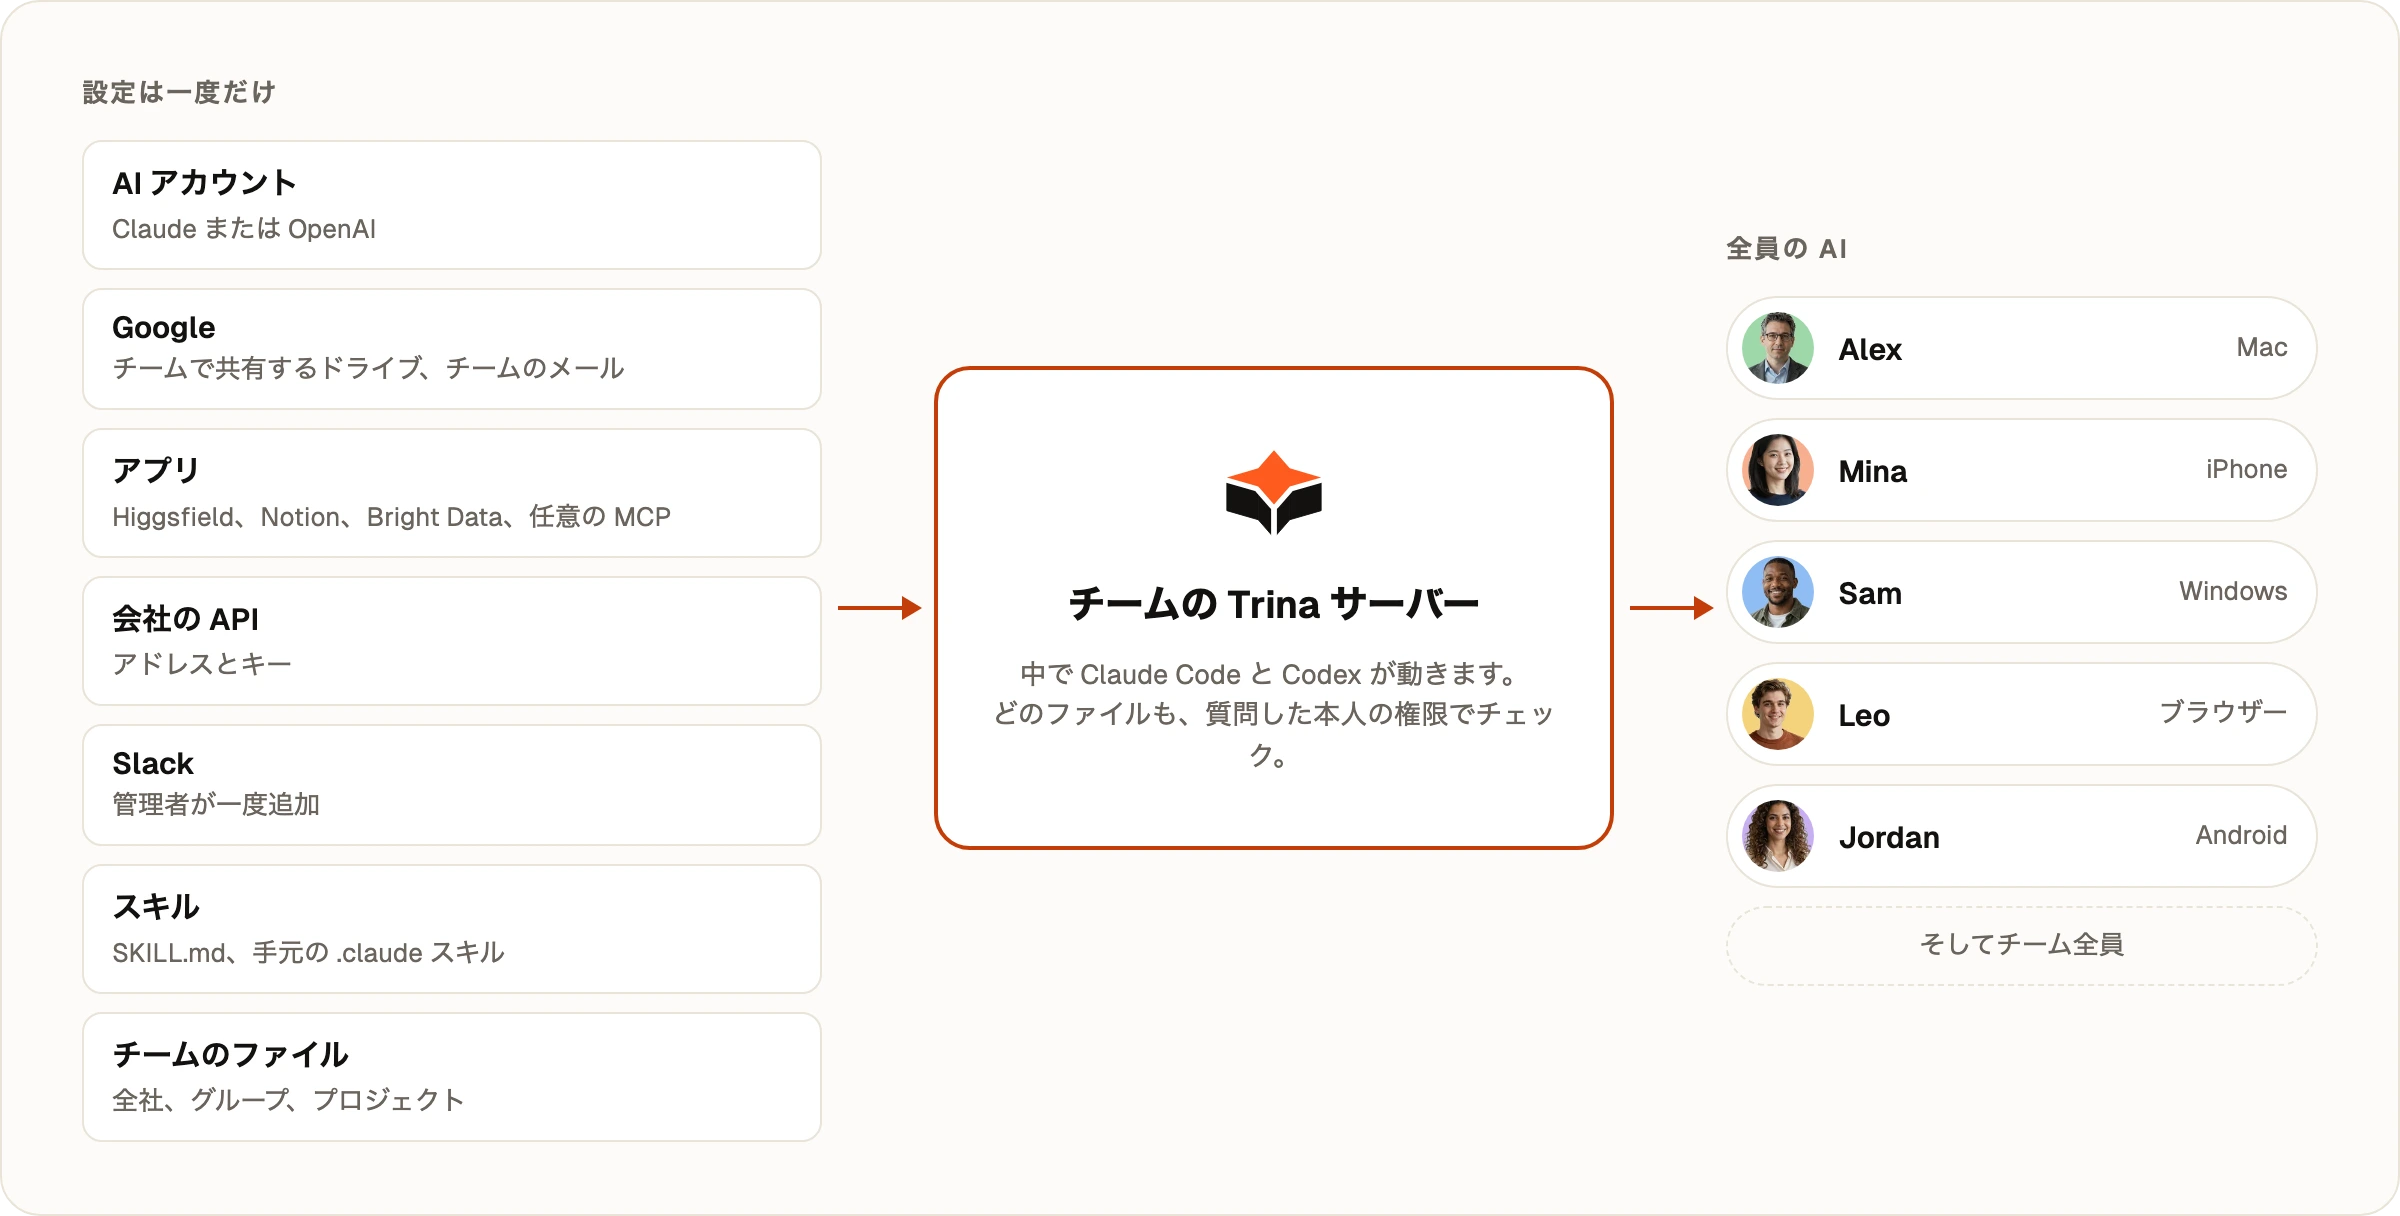 設定は一度だけ
AI アカウント
Claude または OpenAI
Google
チームで共有するドライブ、チームのメール
アプリ
Higgsfield、Notion、Bright Data、任意の MCP
会社の API
アドレスとキー
Slack
管理者が一度追加
スキル
SKILL.md、手元の .claude スキル
チームのファイル
全社、グループ、プロジェクト
チームの Trina サーバー
中で Claude Code と Codex が動きます。
どのファイルも、質問した本人の権限でチェッ
ク。
全員の AI
Alex
Mac
Mina
iPhone
Sam
Windows
Leo
ブラウザー
Jordan
Android
そしてチーム全員